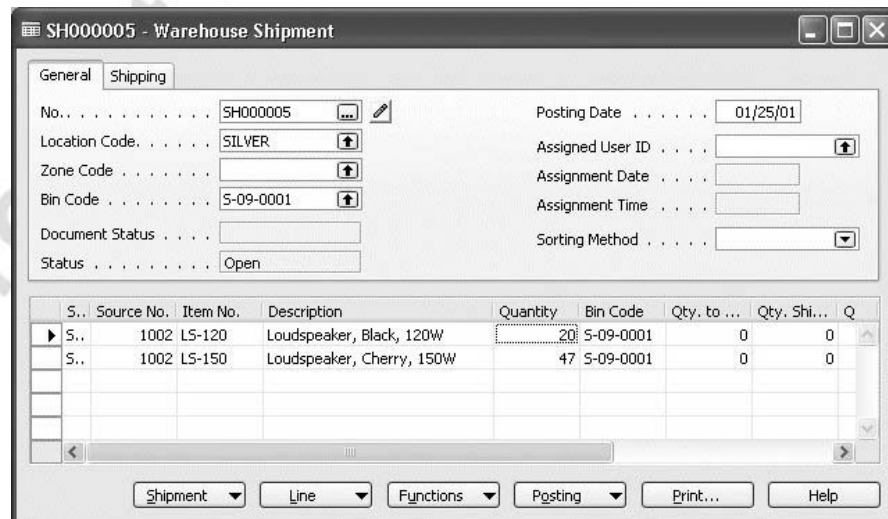 SH000005 - Warehouse Shipment
General Shipping
No. . . . . . . . . . . . . SH000005 ...
Location Code. . . . . . SILVER
Zone Code . . . . . . . .
Bin Code . . . . . . . . S-09-0001
Document Status . . . .
Status . . . . . . . . . . Open
Posting Date . . . . . . 01/25/01
Assigned User ID . . . .
Assignment Date . . . .
Assignment Time . . . .
Sorting Method . . . . .
S.. Source No. Item No. Description Quantity Bin Code Qty. to ... Qty. Shi... Q
S.. 1002 LS-120 Loudspeaker, Black, 120W 20 S-09-0001 0 0
S.. 1002 LS-150 Loudspeaker, Cherry, 150W 47 S-09-0001 0 0
Shipment Line Functions Posting Print... Help